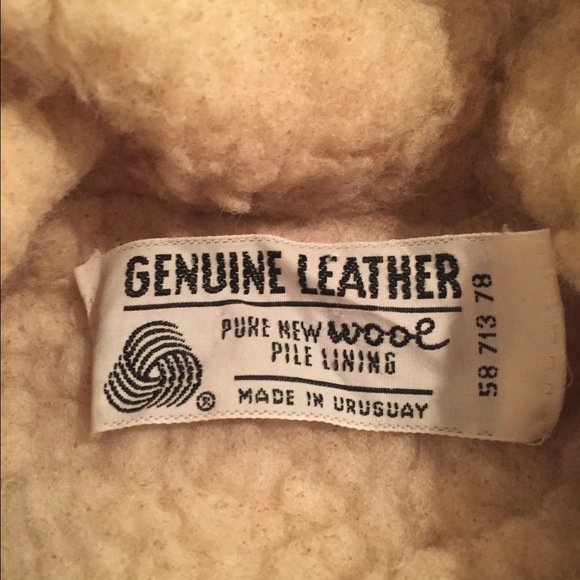 GENUINE LEATHER
PURE NEW wool
PILE LINING
MADE IN URUGUAY
®
58 713 78